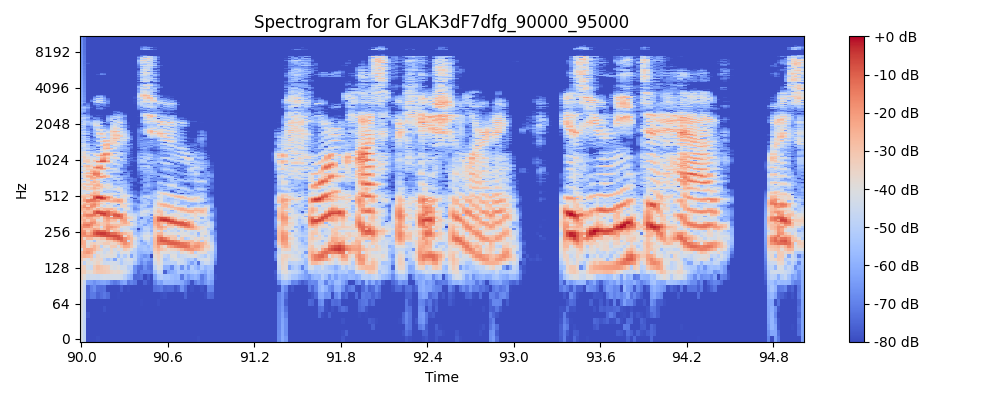 Spectrogram for GLAK3dF7dfg_90000_95000
8192
4096
2048
1024
512
256
128
64
0
Hz
90.0 90.6 91.2 91.8 92.4 93.0 93.6 94.2 94.8
Time
+0 dB
-10 dB
-20 dB
-30 dB
-40 dB
-50 dB
-60 dB
-70 dB
-80 dB